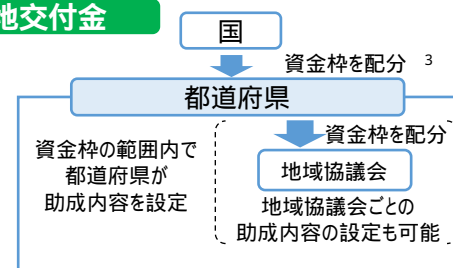 地交付金
国
資金枠を配分 3
都道府県
資金枠を配分
資金枠の範囲内で
都道府県が
助成内容を設定
地域協議会
地域協議会ごとの
助成内容の設定も可能